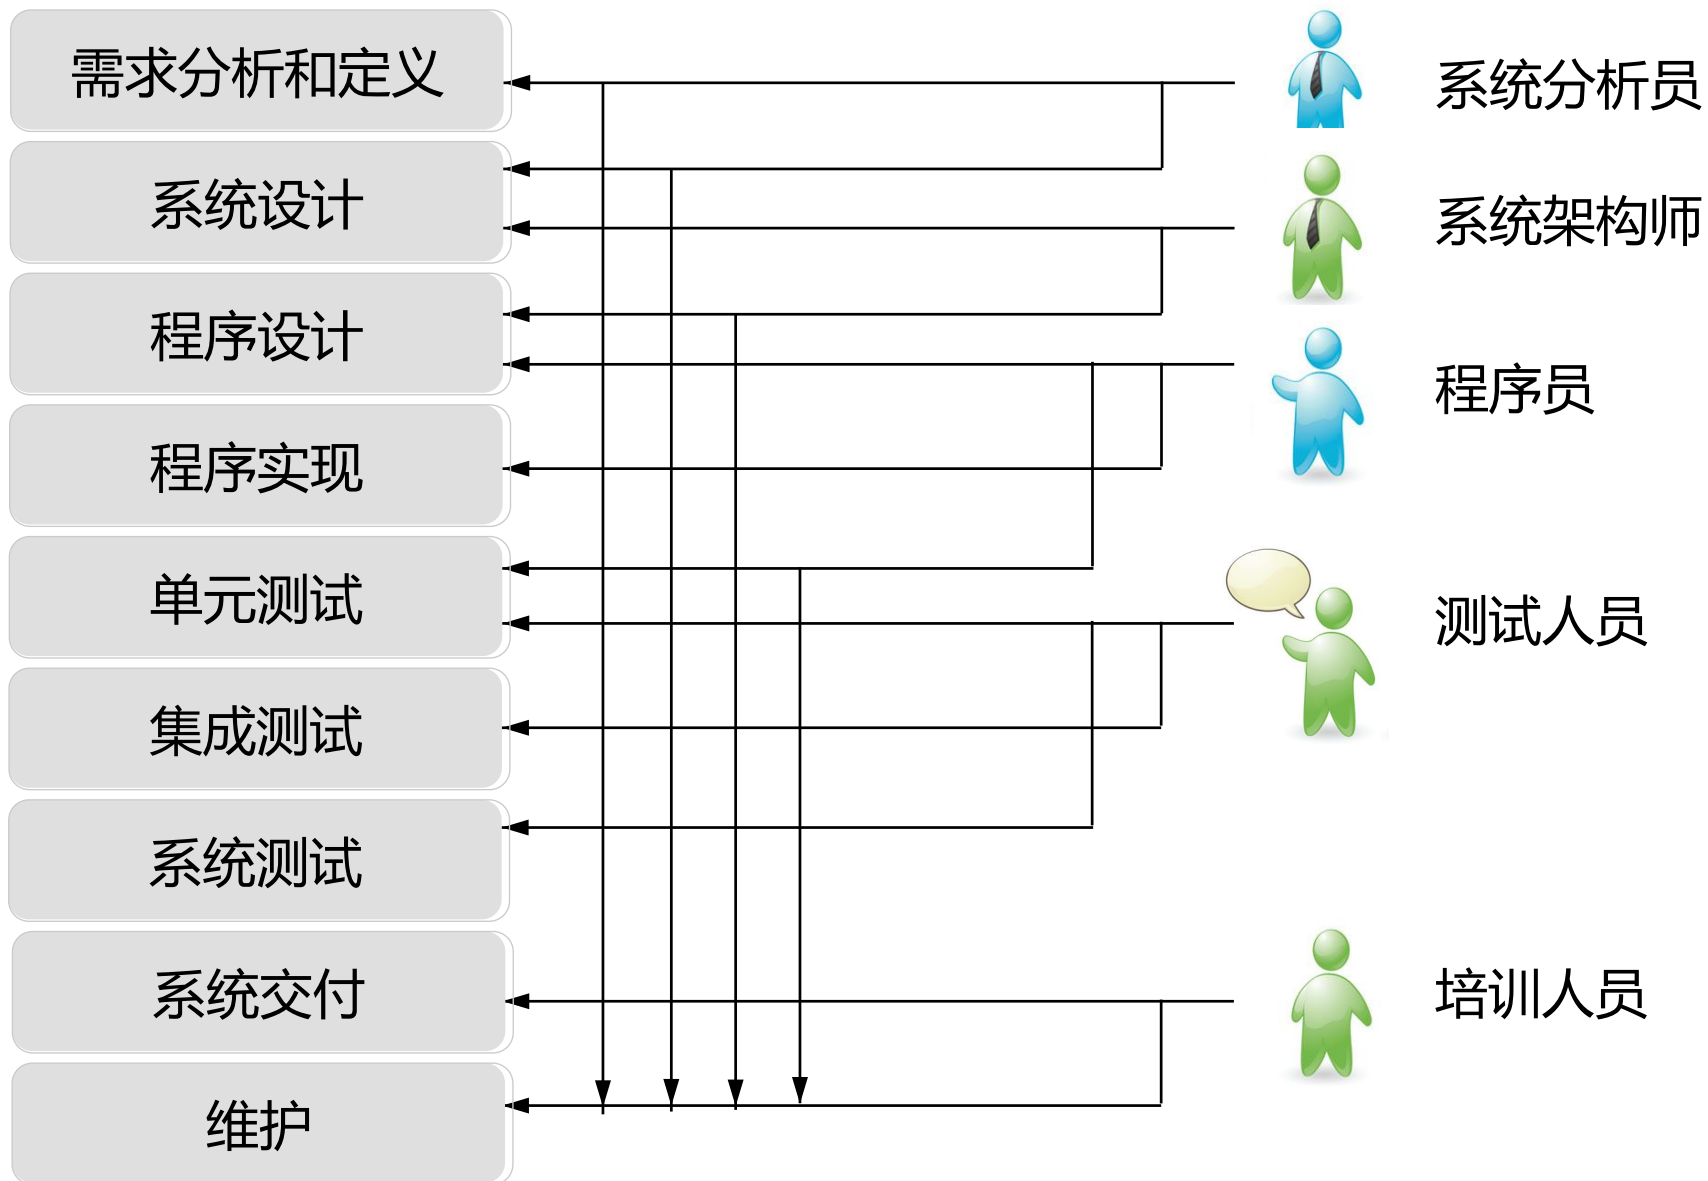 需求分析和定义
系统分析员
系统设计
系统架构师
程序设计
程序员
程序实现
单元测试
测试人员
集成测试
系统测试
系统交付
培训人员
维护